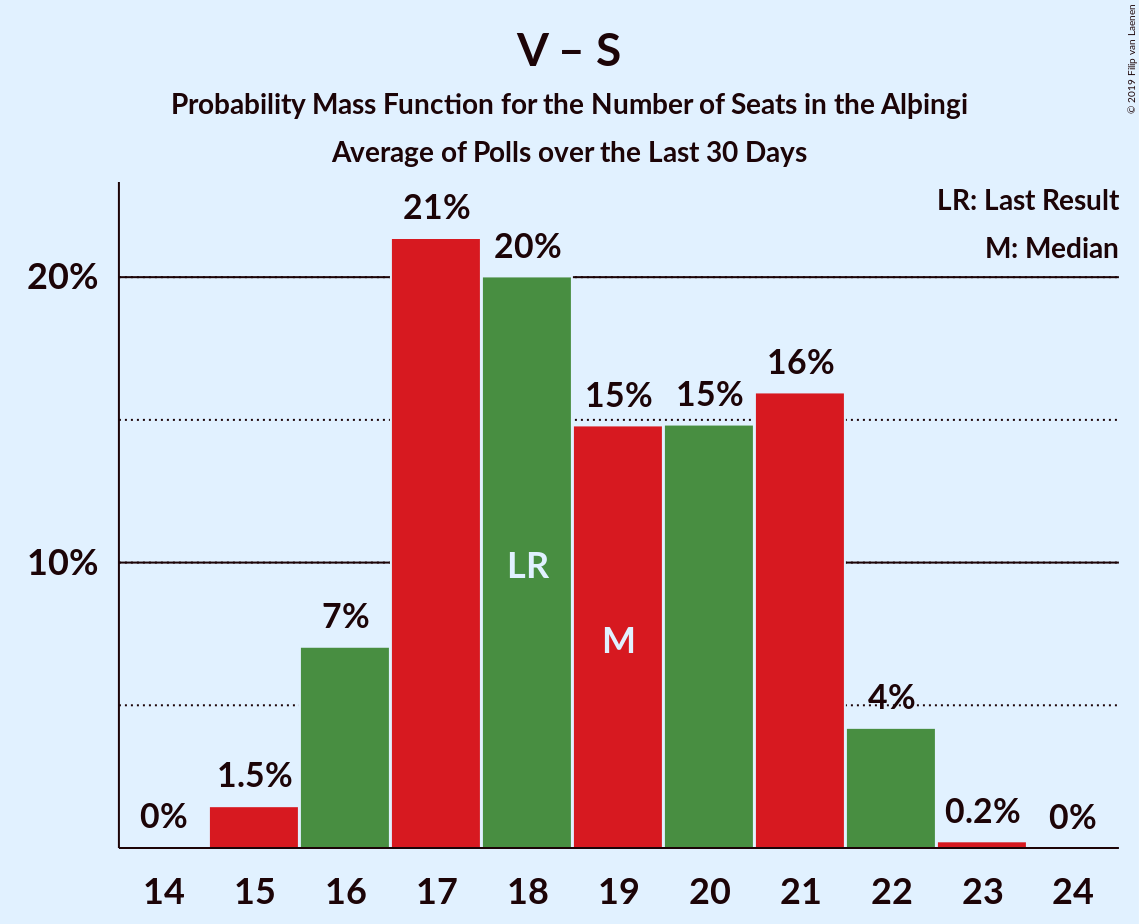 V – S
Probability Mass Function for the Number of Seats in the Alþingi
Average of Polls over the Last 30 Days
© 2019 Filip van Laenen
LR: Last Result
M: Median
20%
10%
0%
1.5%
7%
21%
20%
15%
15%
16%
4%
0.2%
0%
LR
M
14 15 16 17 18 19 20 21 22 23 24